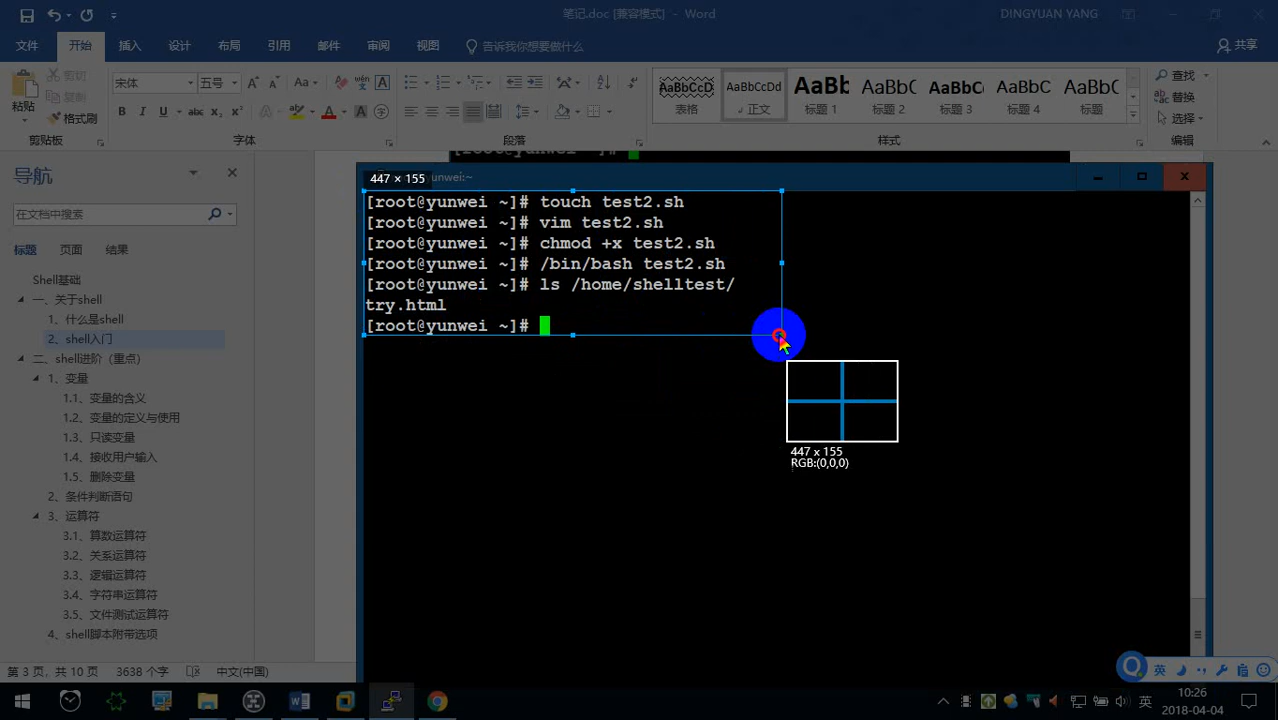 笔记.doc [兼容模式] - Word
DINGYUAN YANG
文件 开始 插入 设计 布局 引用 邮件 审阅 视图 告诉我你想要做什么 共享
粘贴
剪切
复制
格式刷
宋体 五号
Aa
wén
B I U abc
AaBbCcD
表格
AaBbCcDd
正文
AaBb
标题 1
AaBbC
标题 2
AaBbC
标题 3
AaBbC
标题 4
AaBbC
标题
查找
替换
选择
剪贴板 字体 段落 样式 编辑
导航
在文档中搜索
标题 页面 结果
Shell基础
一、关于shell
1、什么是shell
2、shell入门
二、shell进阶（重点）
1、变量
1.1、变量的含义
1.2、变量的定义与使用
1.3、只读变量
1.4、接收用户输入
1.5、删除变量
2、条件判断语句
3、运算符
3.1、算数运算符
3.2、关系运算符
3.3、逻辑运算符
3.4、字符串运算符
3.5、文件测试运算符
4、shell脚本附带选项
447 × 155
unwei:~
[root@yunwei ~]# touch test2.sh
[root@yunwei ~]# vim test2.sh
[root@yunwei ~]# chmod +x test2.sh
[root@yunwei ~]# /bin/bash test2.sh
[root@yunwei ~]# ls /home/shelltest/
try.html
[root@yunwei ~]#
447 x 155
RGB:(0,0,0)
第 3 页，共 10 页 3638 个字 中文(中国)
英
英
10:26
2018-04-04